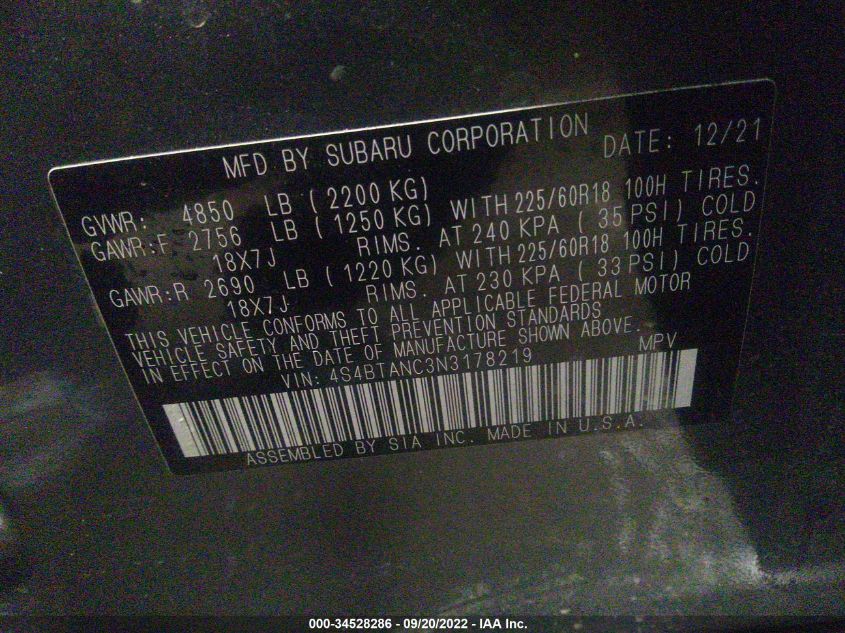 MFD BY SUBARU CORPORATION DATE: 12/21
GVWR: 4850 LB ( 2200 KG)
GAWR:F 2756 LB ( 1250 KG) WITH 225/60R18 100H TIRES.
18X7J RIMS. AT 240 KPA ( 35 PSI) COLD
GAWR:R 2690 LB ( 1220 KG) WITH 225/60R18 100H TIRES.
18X7J RIMS. AT 230 KPA ( 33 PSI) COLD
THIS VEHICLE CONFORMS TO ALL APPLICABLE FEDERAL MOTOR
VEHICLE SAFETY AND THEFT PREVENTION STANDARDS
IN EFFECT ON THE DATE OF MANUFACTURE SHOWN ABOVE.
VIN: 4S4BTANC3N3178219 MPV
ASSEMBLED BY SIA INC. MADE IN U.S.A.
000-34528286 - 09/20/2022 - IAA Inc.